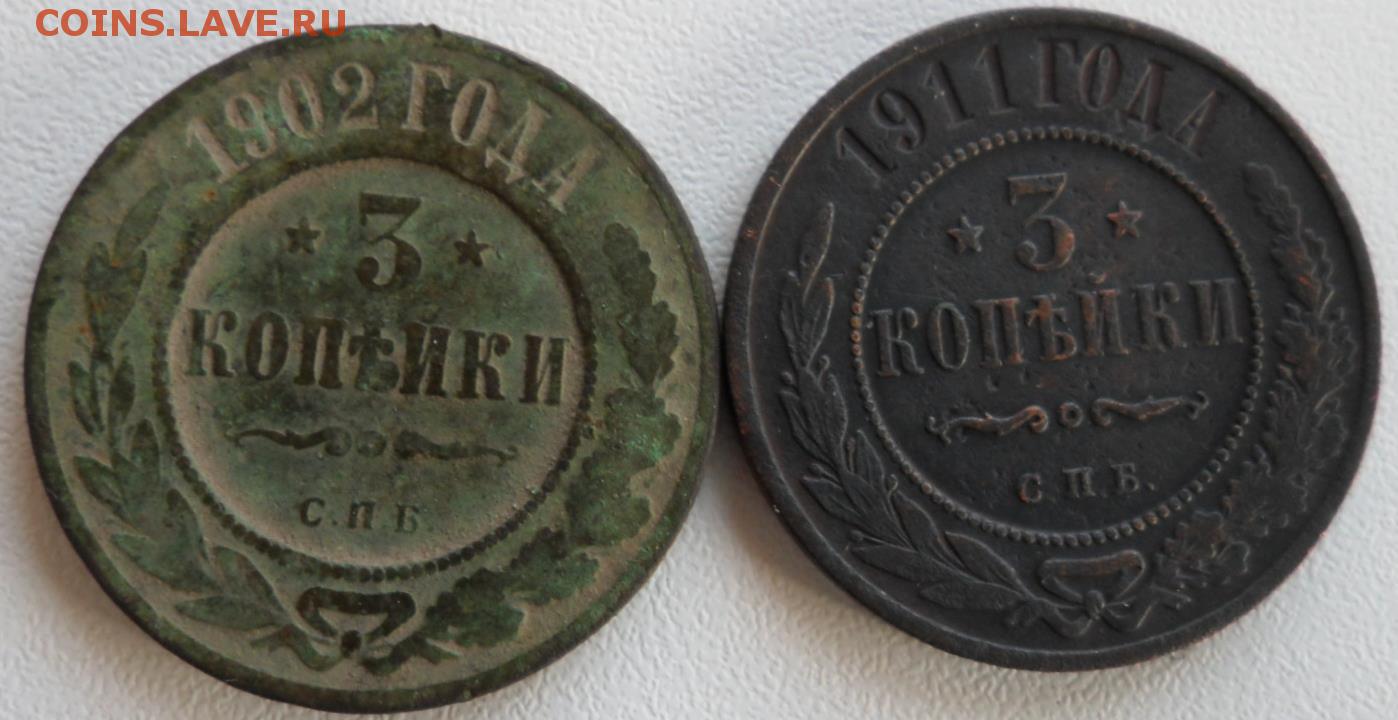 COINS.LAVE.RU
1902 ГОДА
3
КОПѢЙКИ
С.П.Б.
1911 ГОДА
3
КОПѢЙКИ
С.П.Б.